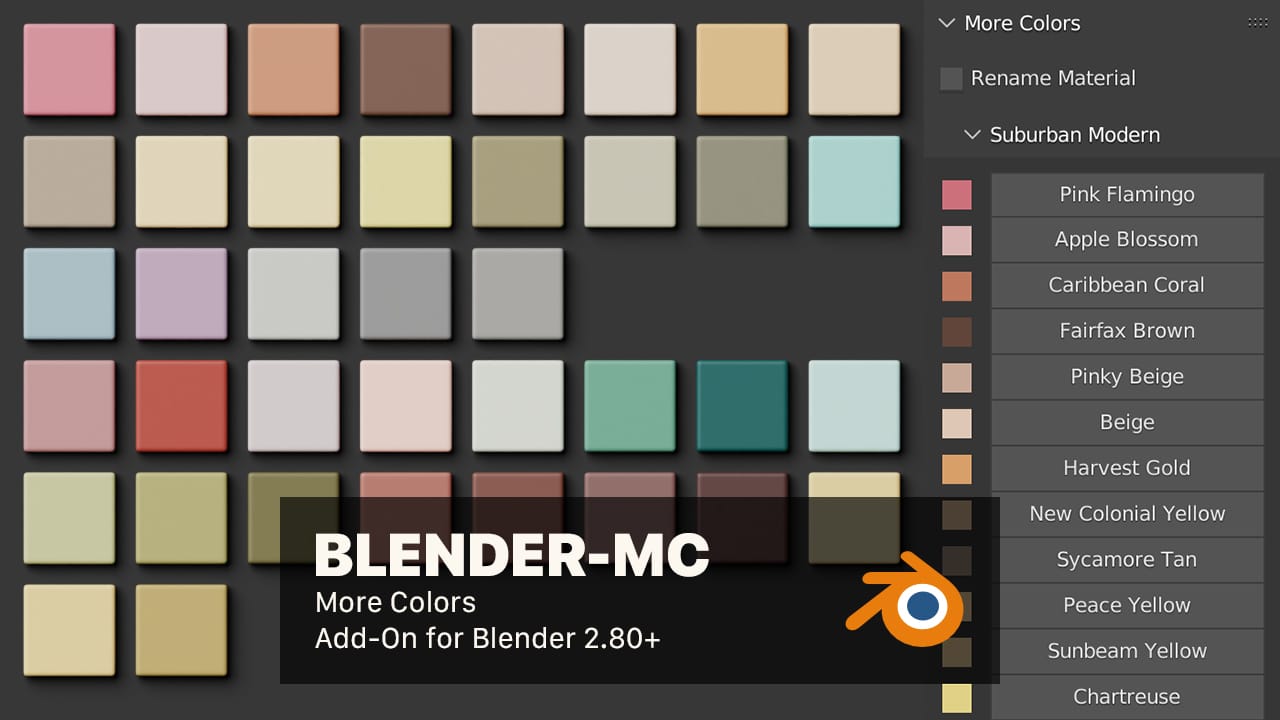 More Colors
Rename Material
Suburban Modern
Pink Flamingo
Apple Blossom
Caribbean Coral
Fairfax Brown
Pinky Beige
Beige
Harvest Gold
New Colonial Yellow
Sycamore Tan
Peace Yellow
Sunbeam Yellow
Chartreuse
BLENDER-MC
More Colors
Add-On for Blender 2.80+